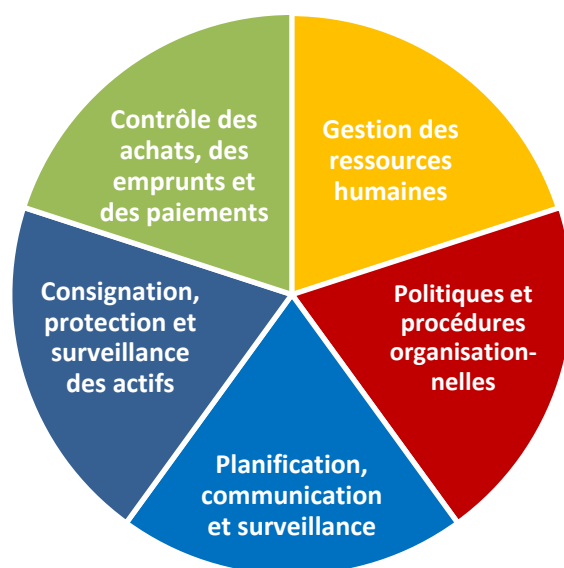 Contrôle des
achats, des
emprunts et
des paiements
Gestion des
ressources
humaines
Politiques et
procédures
organisation-
nelles
Planification,
communication
et surveillance
Consignation,
protection et
surveillance
des actifs